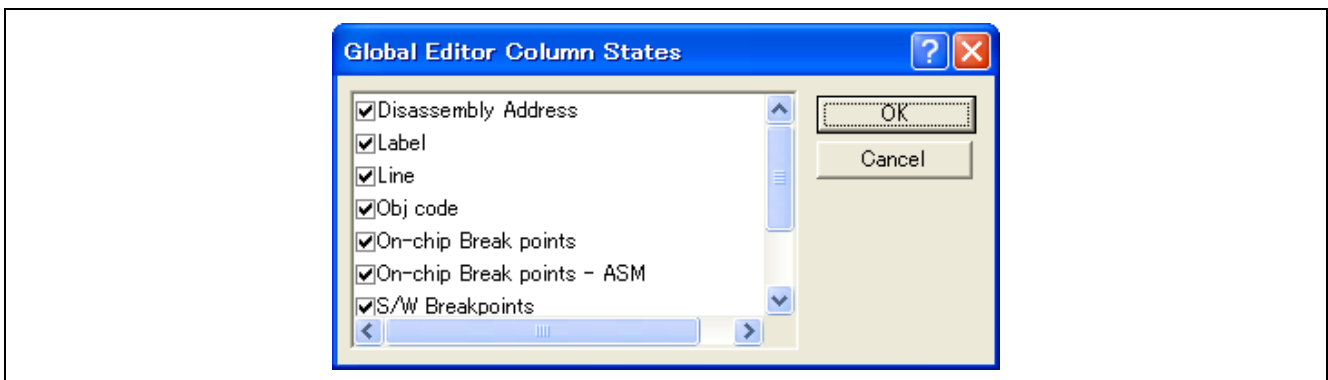 Global Editor Column States
Disassembly Address
Label
Line
Obj code
On-chip Break points
On-chip Break points - ASM
S/W Breakpoints
OK
Cancel